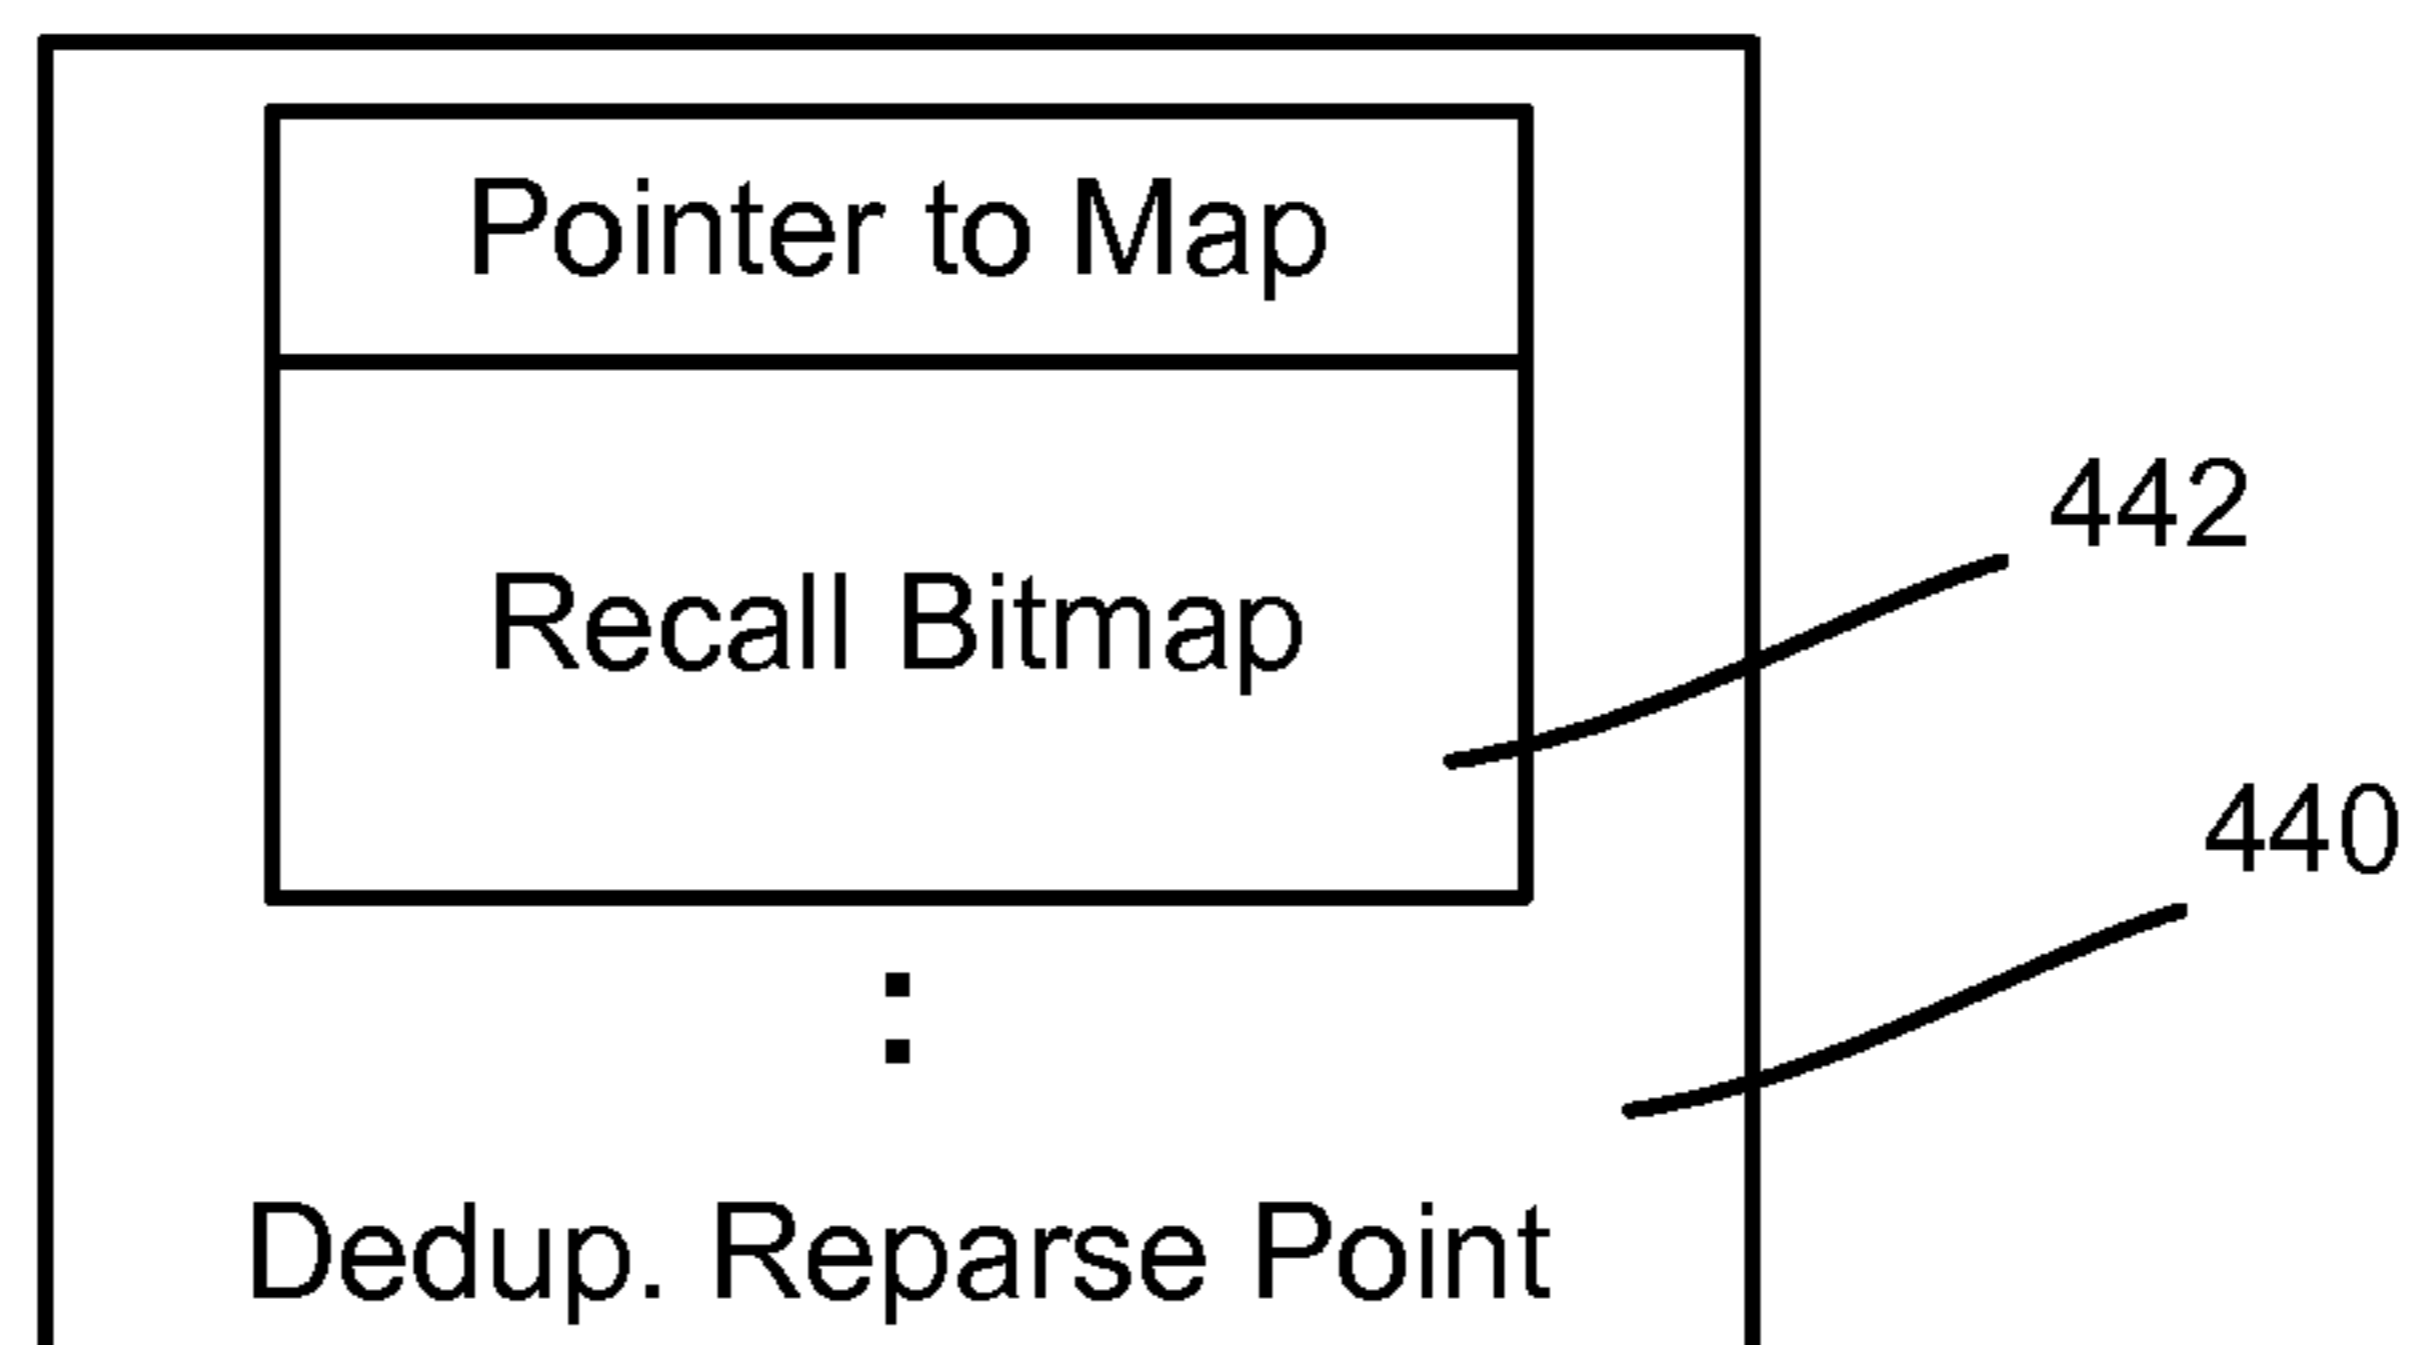 Pointer to Map
Recall Bitmap
442
440
:
Dedup. Reparse Point